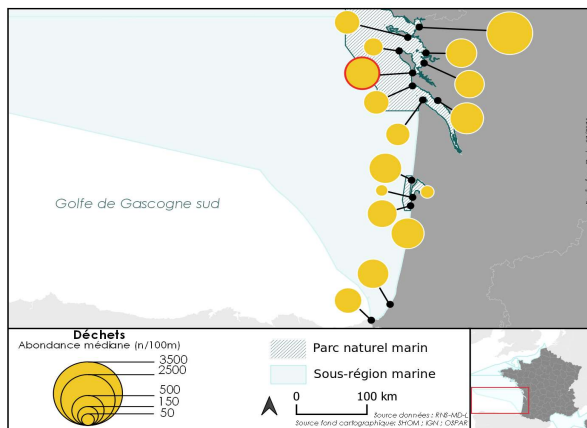 Golfe de Gascogne sud
Déchets
Abondance médiane (n/100m)
3500
2500
500
150
50
Parc naturel marin
Sous-région marine
0 100 km
Source données : RNS-MD-L
Source fond cartographique: SHOM ; IGN ; OSPAR